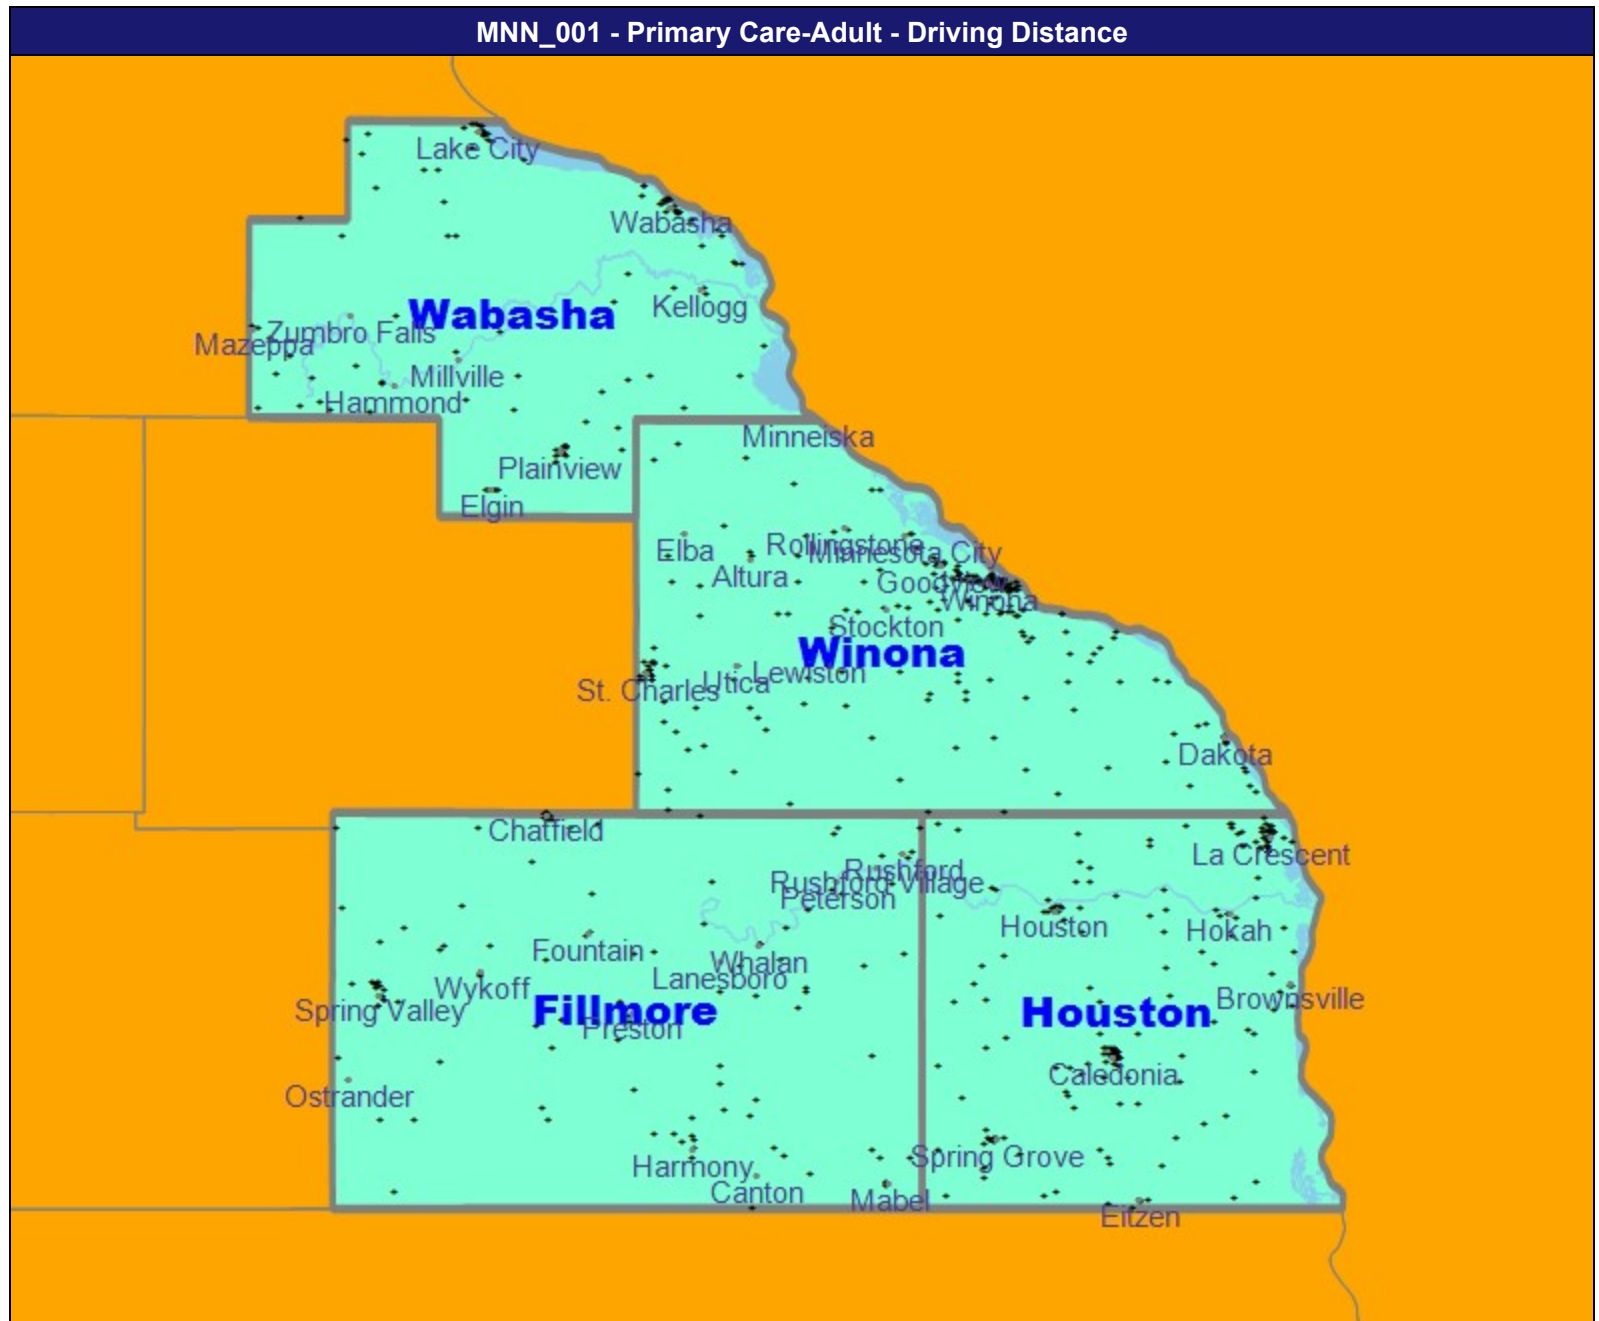 MNN_001 - Primary Care-Adult - Driving Distance
Lake City
Wabasha
Wabasha
Kellogg
Zumbro Falls
Mazeppa
Millville
Hammond
Minneiska
Plainview
Elgin
Rollingstone
Elba
Minnesota City
Altura
Goodview
Winona
Stockton
Winona
Lewiston
Utica
St. Charles
Dakota
Chatfield
La Crescent
Rushford
Rushford Village
Peterson
Houston
Hokah
Fountain
Whalan
Lanesboro
Wykoff
Brownsville
Spring Valley
Fillmore
Houston
Preston
Caledonia
Ostrander
Spring Grove
Harmony
Canton
Mabel
Eitzen